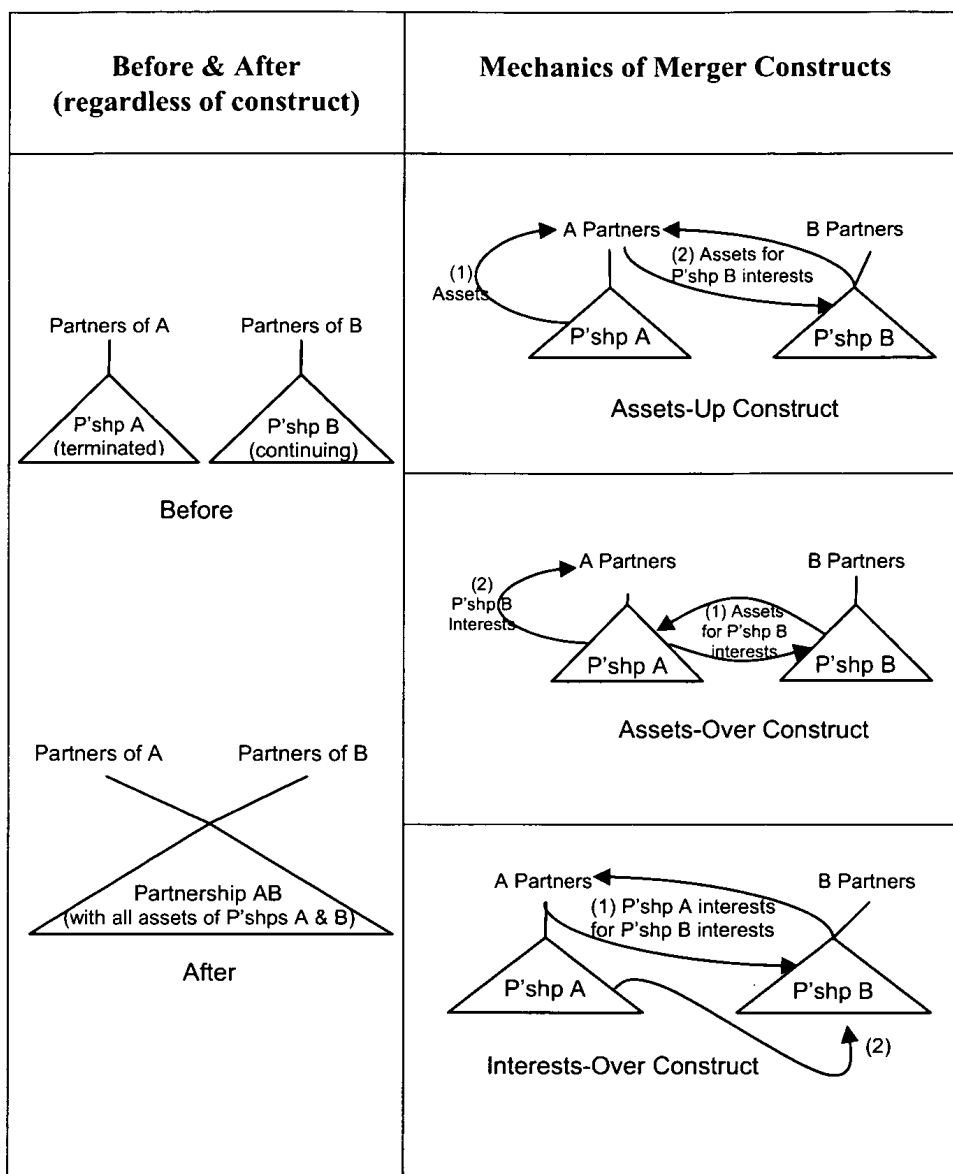 Before & After
(regardless of construct)
Mechanics of Merger Constructs
Partners of A
Partners of B
P'shp A
(terminated)
P'shp B
(continuing)
Before
Partners of A
Partners of B
Partnership AB
(with all assets of P'shps A & B)
After
A Partners
B Partners
(1)
Assets
(2) Assets for
P'shp B interests
P'shp A
P'shp B
Assets-Up Construct
A Partners
B Partners
(2)
P'shp B
Interests
(1) Assets
for P'shp B
interests
P'shp A
P'shp B
Assets-Over Construct
A Partners
B Partners
(1) P'shp A interests
for P'shp B interests
P'shp A
P'shp B
(2)
Interests-Over Construct